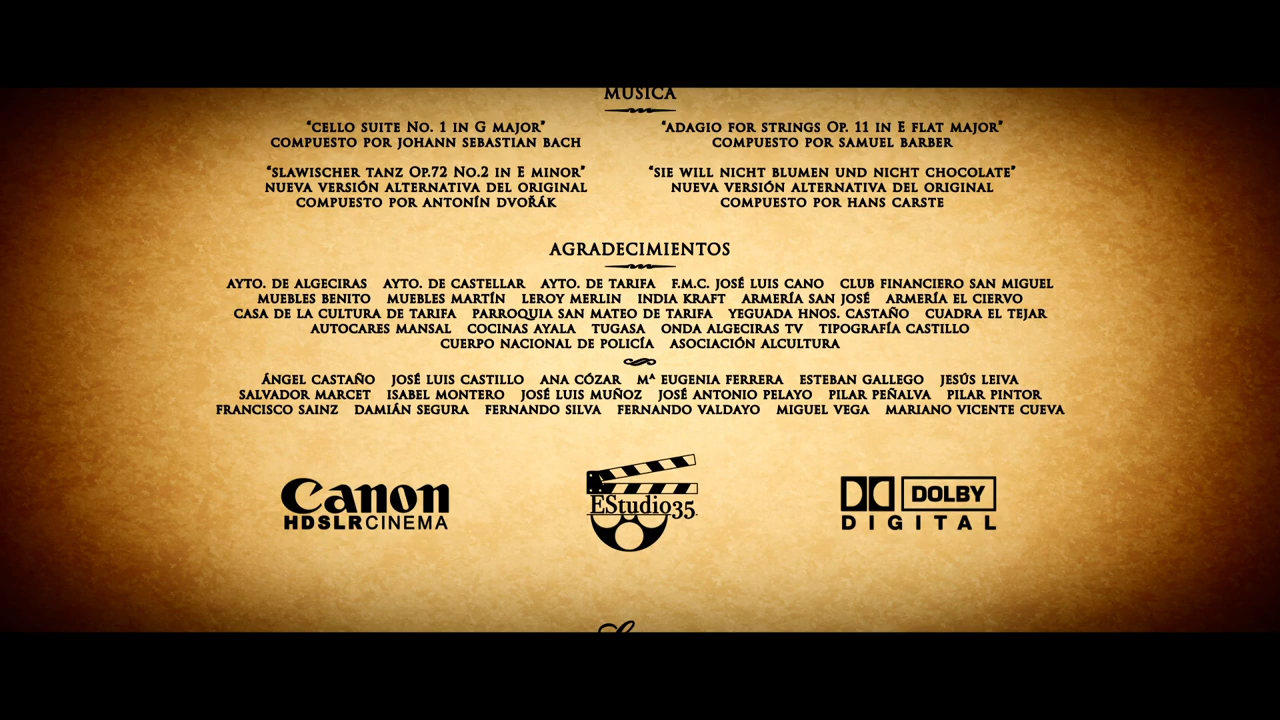 MUSICA
"CELLO SUITE No. 1 IN G MAJOR"
COMPUESTO POR JOHANN SEBASTIAN BACH
"ADAGIO FOR STRINGS Op. 11 IN E FLAT MAJOR"
COMPUESTO POR SAMUEL BARBER
"SLAWISCHER TANZ Op.72 No.2 IN E MINOR"
NUEVA VERSIÓN ALTERNATIVA DEL ORIGINAL
COMPUESTO POR ANTONÍN DVOŘÁK
"SIE WILL NICHT BLUMEN UND NICHT CHOCOLATE"
NUEVA VERSIÓN ALTERNATIVA DEL ORIGINAL
COMPUESTO POR HANS CARSTE
AGRADECIMIENTOS
AYTO. DE ALGECIRAS AYTO. DE CASTELLAR AYTO. DE TARIFA F.M.C. JOSÉ LUIS CANO CLUB FINANCIERO SAN MIGUEL
MUEBLES BENITO MUEBLES MARTÍN LEROY MERLIN INDIA KRAFT ARMERÍA SAN JOSÉ ARMERÍA EL CIERVO
CASA DE LA CULTURA DE TARIFA PARROQUIA SAN MATEO DE TARIFA YEGUADA HNOS. CASTAÑO CUADRA EL TEJAR
AUTOCARES MANSAL COCINAS AYALA TUGASA ONDA ALGECIRAS TV TIPOGRAFÍA CASTILLO
CUERPO NACIONAL DE POLICÍA ASOCIACIÓN ALCULTURA
ÁNGEL CASTAÑO JOSÉ LUIS CASTILLO ANA CÓZAR Mª EUGENIA FERRERA ESTEBAN GALLEGO JESÚS LEIVA
SALVADOR MARCET ISABEL MONTERO JOSÉ LUIS MUÑOZ JOSÉ ANTONIO PELAYO PILAR PEÑALVA PILAR PINTOR
FRANCISCO SAINZ DAMIÁN SEGURA FERNANDO SILVA FERNANDO VALDAYO MIGUEL VEGA MARIANO VICENTE CUEVA
Canon
HDSLRCINEMA
EStudio35
DOLBY
DIGITAL